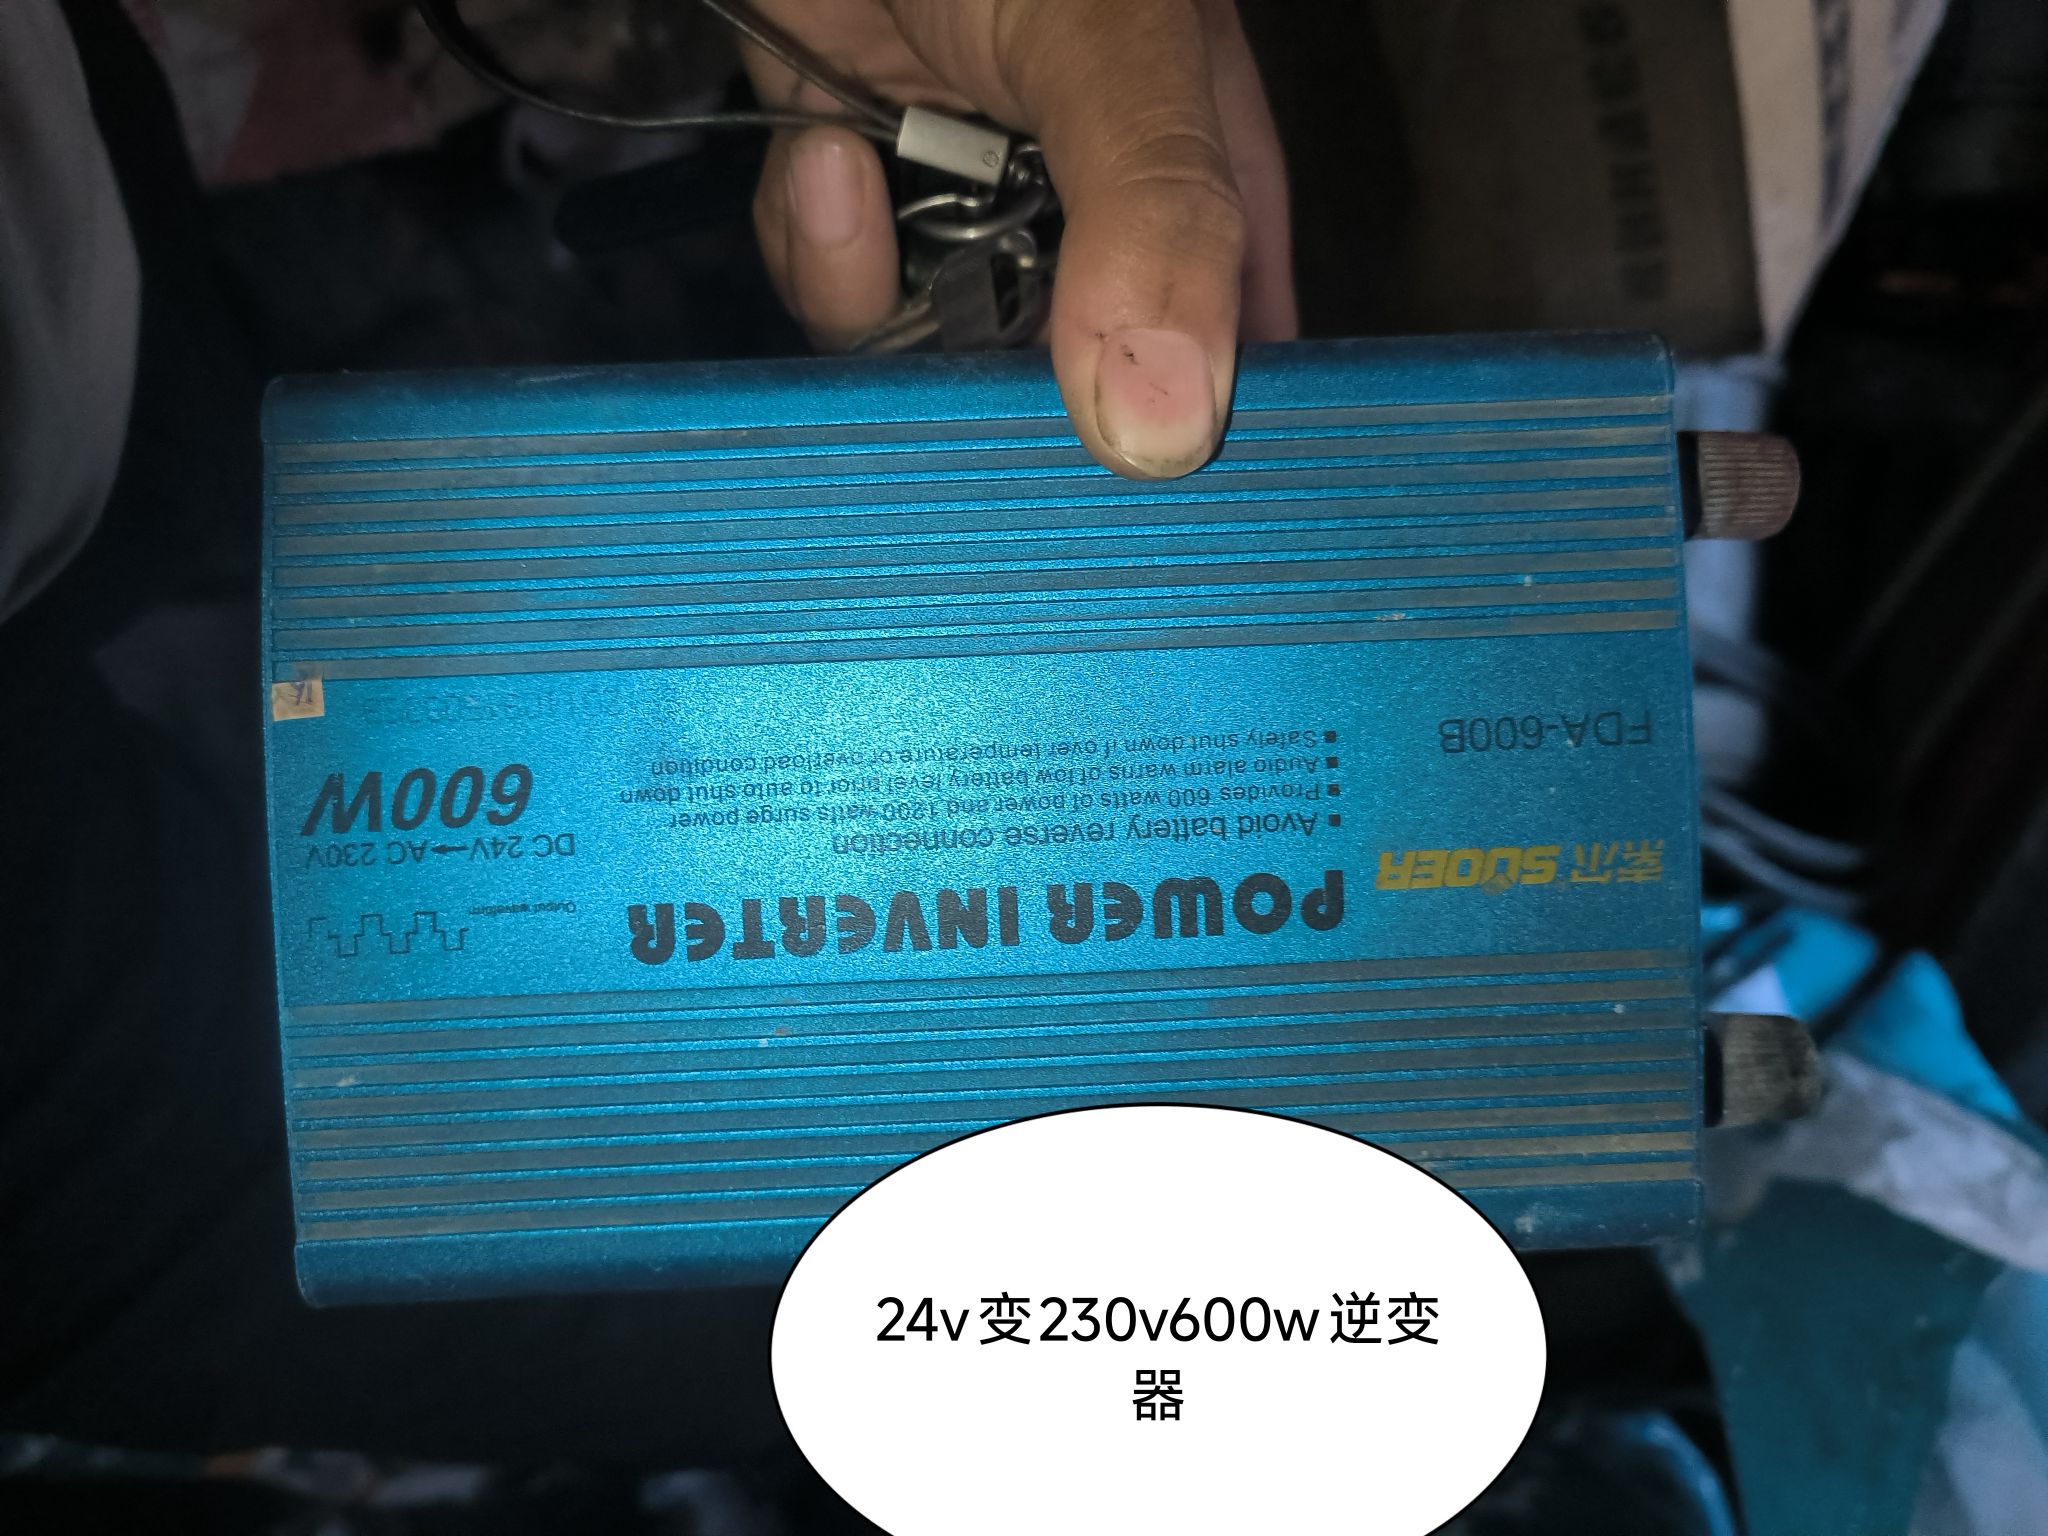 索尔 SUOER
FDA-600B
POWER INVERTER
■ Avoid battery reverse connection
■ Provides 600 watts of power and 1200 watts surge power
■ Audio alarm warns of low battery level prior to auto shut down
■ Safely shut down if over temperature or overload condition
Output waveform
DC 24V→AC 230V
600W
24v变230v600w逆变
器